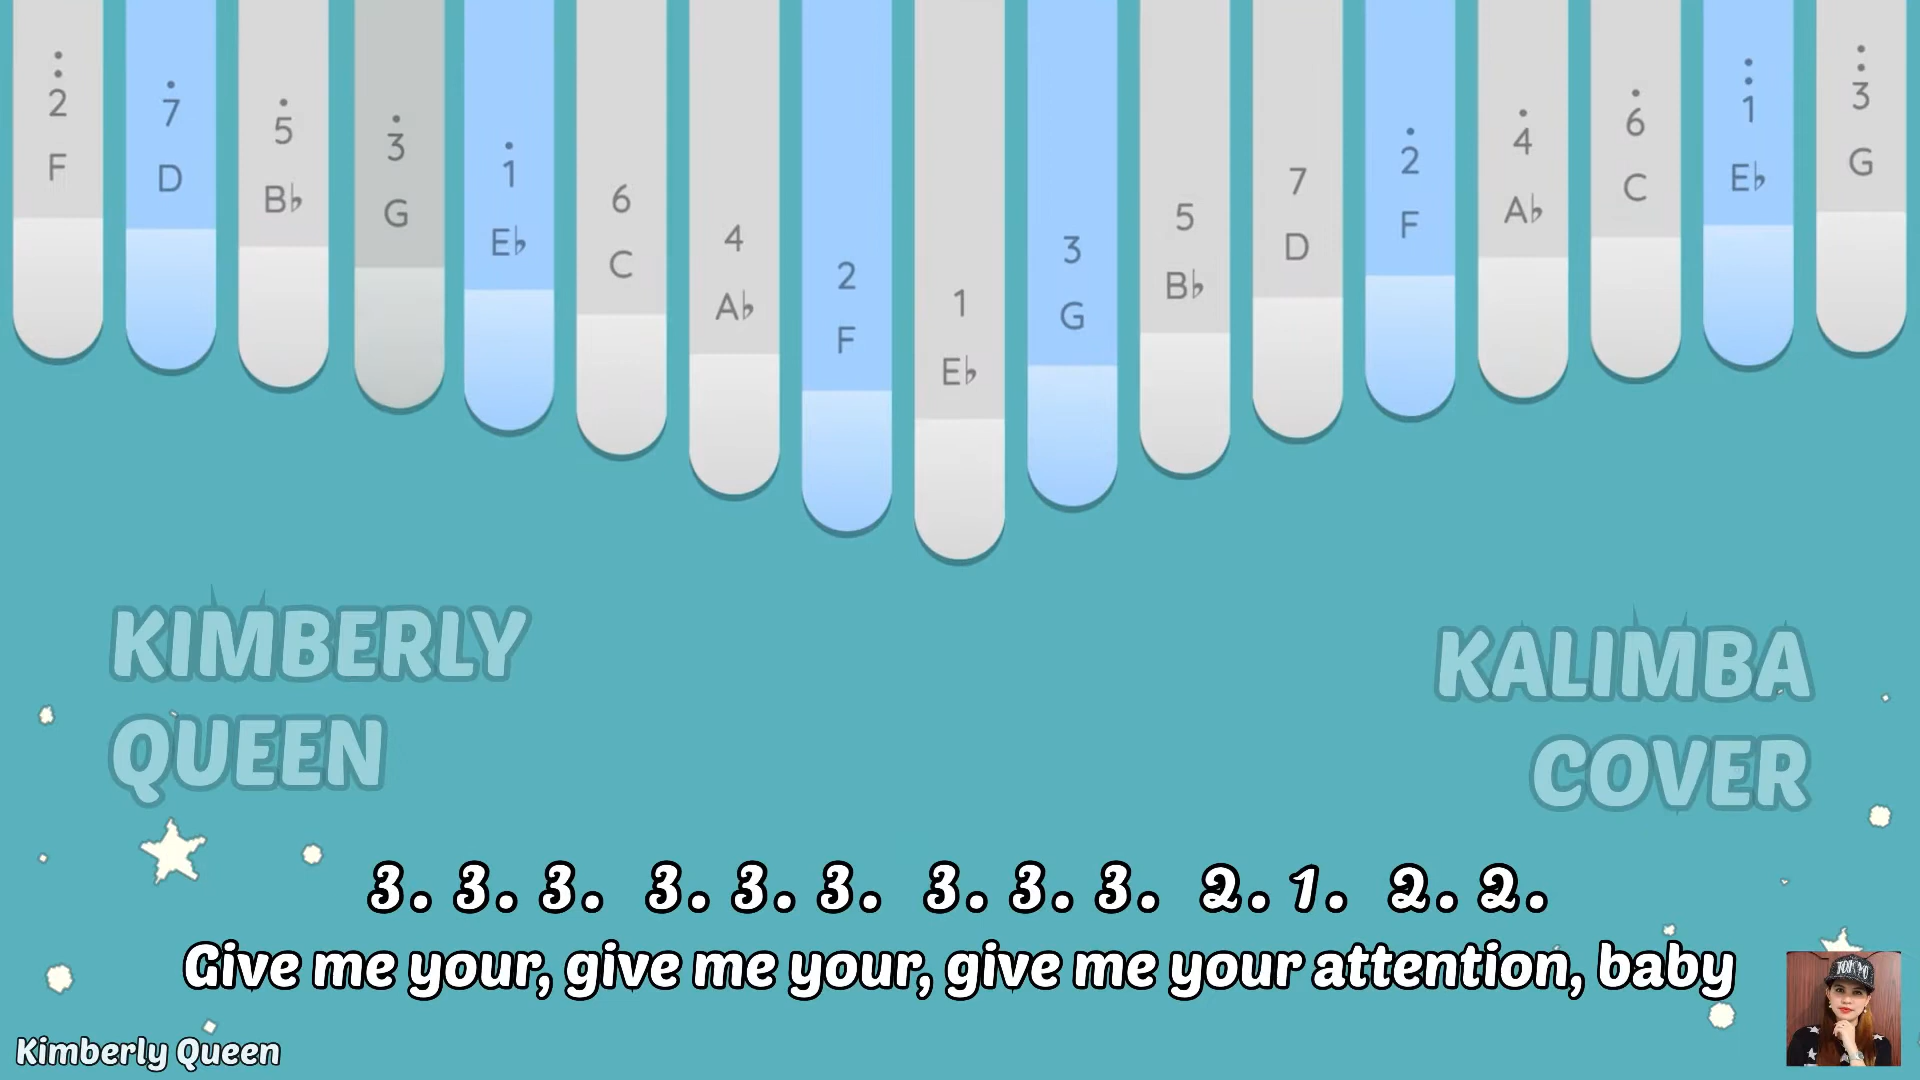 2 7 5 3 1 6 4 2 1 3 5 7 2 4 6 1 3
F D B♭ G E♭ C A♭ F E♭ G B♭ D F A♭ C E♭ G
KIMBERLY
QUEEN
KALIMBA
COVER
3. 3. 3. 3. 3. 3. 3. 3. 3. 2. 1. 2. 2.
Give me your, give me your, give me your attention, baby
Kimberly Queen
TOKYO